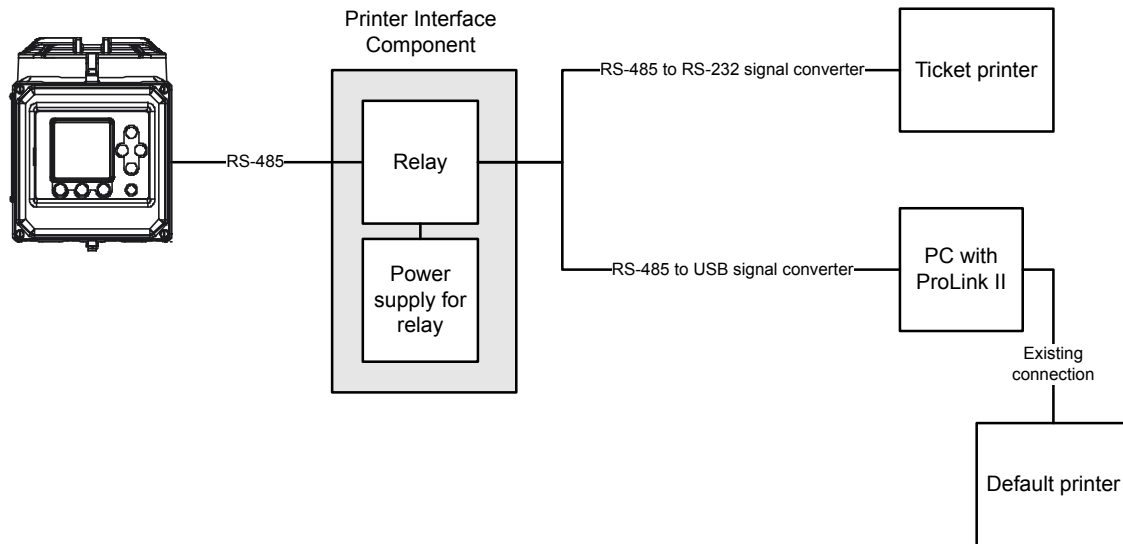 Printer Interface
Component
RS-485
Relay
Power
supply for
relay
RS-485 to RS-232 signal converter
Ticket printer
RS-485 to USB signal converter
PC with
ProLink II
Existing
connection
Default printer